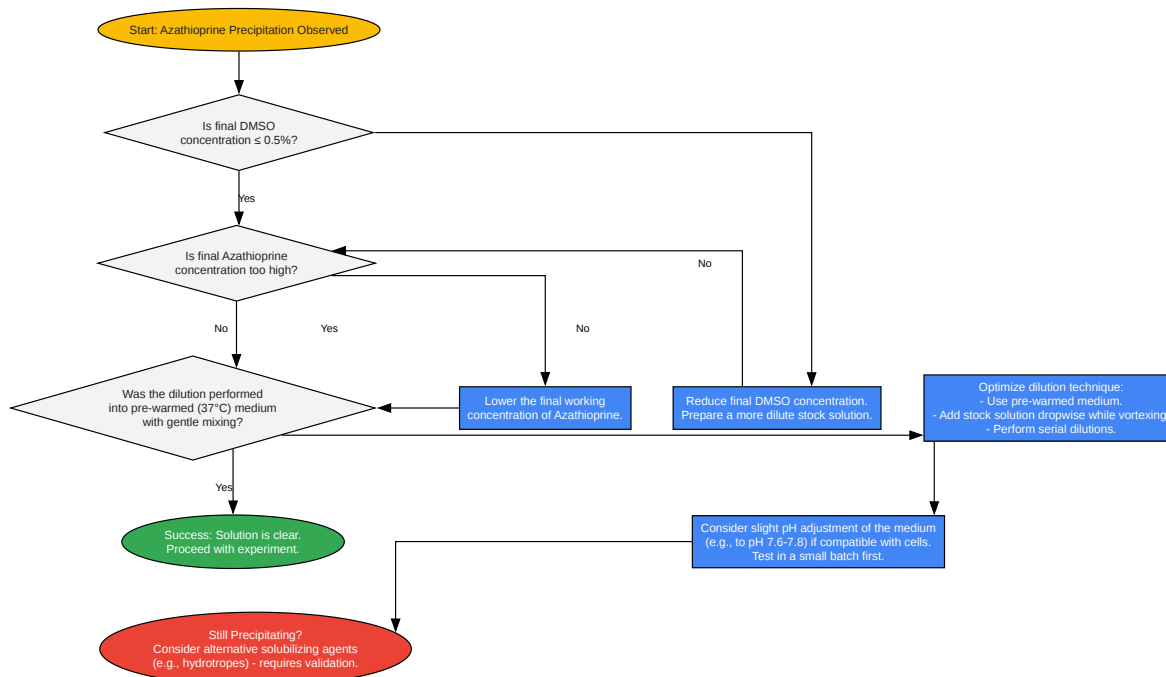 Start: Azathioprine Precipitation Observed
Is final DMSO
concentration ≤ 0.5%?
Yes
Is final Azathioprine
concentration too high?
No
No
Yes
No
Was the dilution performed
into pre-warmed (37°C) medium
with gentle mixing?
Lower the final working
concentration of Azathioprine.
Reduce final DMSO concentration.
Prepare a more dilute stock solution.
Optimize dilution technique:
- Use pre-warmed medium.
- Add stock solution dropwise while vortexing
- Perform serial dilutions.
Yes
Success: Solution is clear.
Proceed with experiment.
Consider slight pH adjustment of the medium
(e.g., to pH 7.6-7.8) if compatible with cells.
Test in a small batch first.
Still Precipitating?
Consider alternative solubilizing agents
(e.g., hydrotropes) - requires validation.